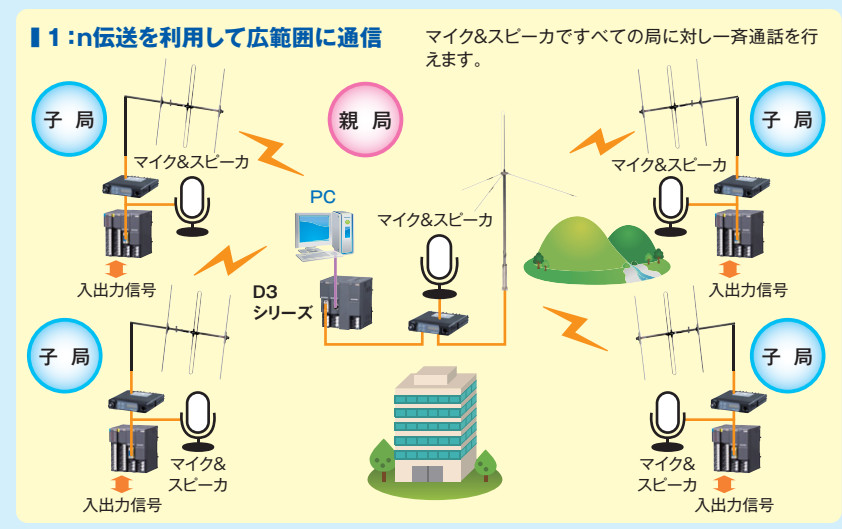 1：n伝送を利用して広範囲に通信
マイク&スピーカですべての局に対し一斉通話を行
えます。
子 局
親 局
子 局
マイク&スピーカ
マイク&スピーカ
PC
マイク&スピーカ
入出力信号
D3
シリーズ
入出力信号
子 局
子 局
マイク&
スピーカ
マイク&
スピーカ
入出力信号
入出力信号